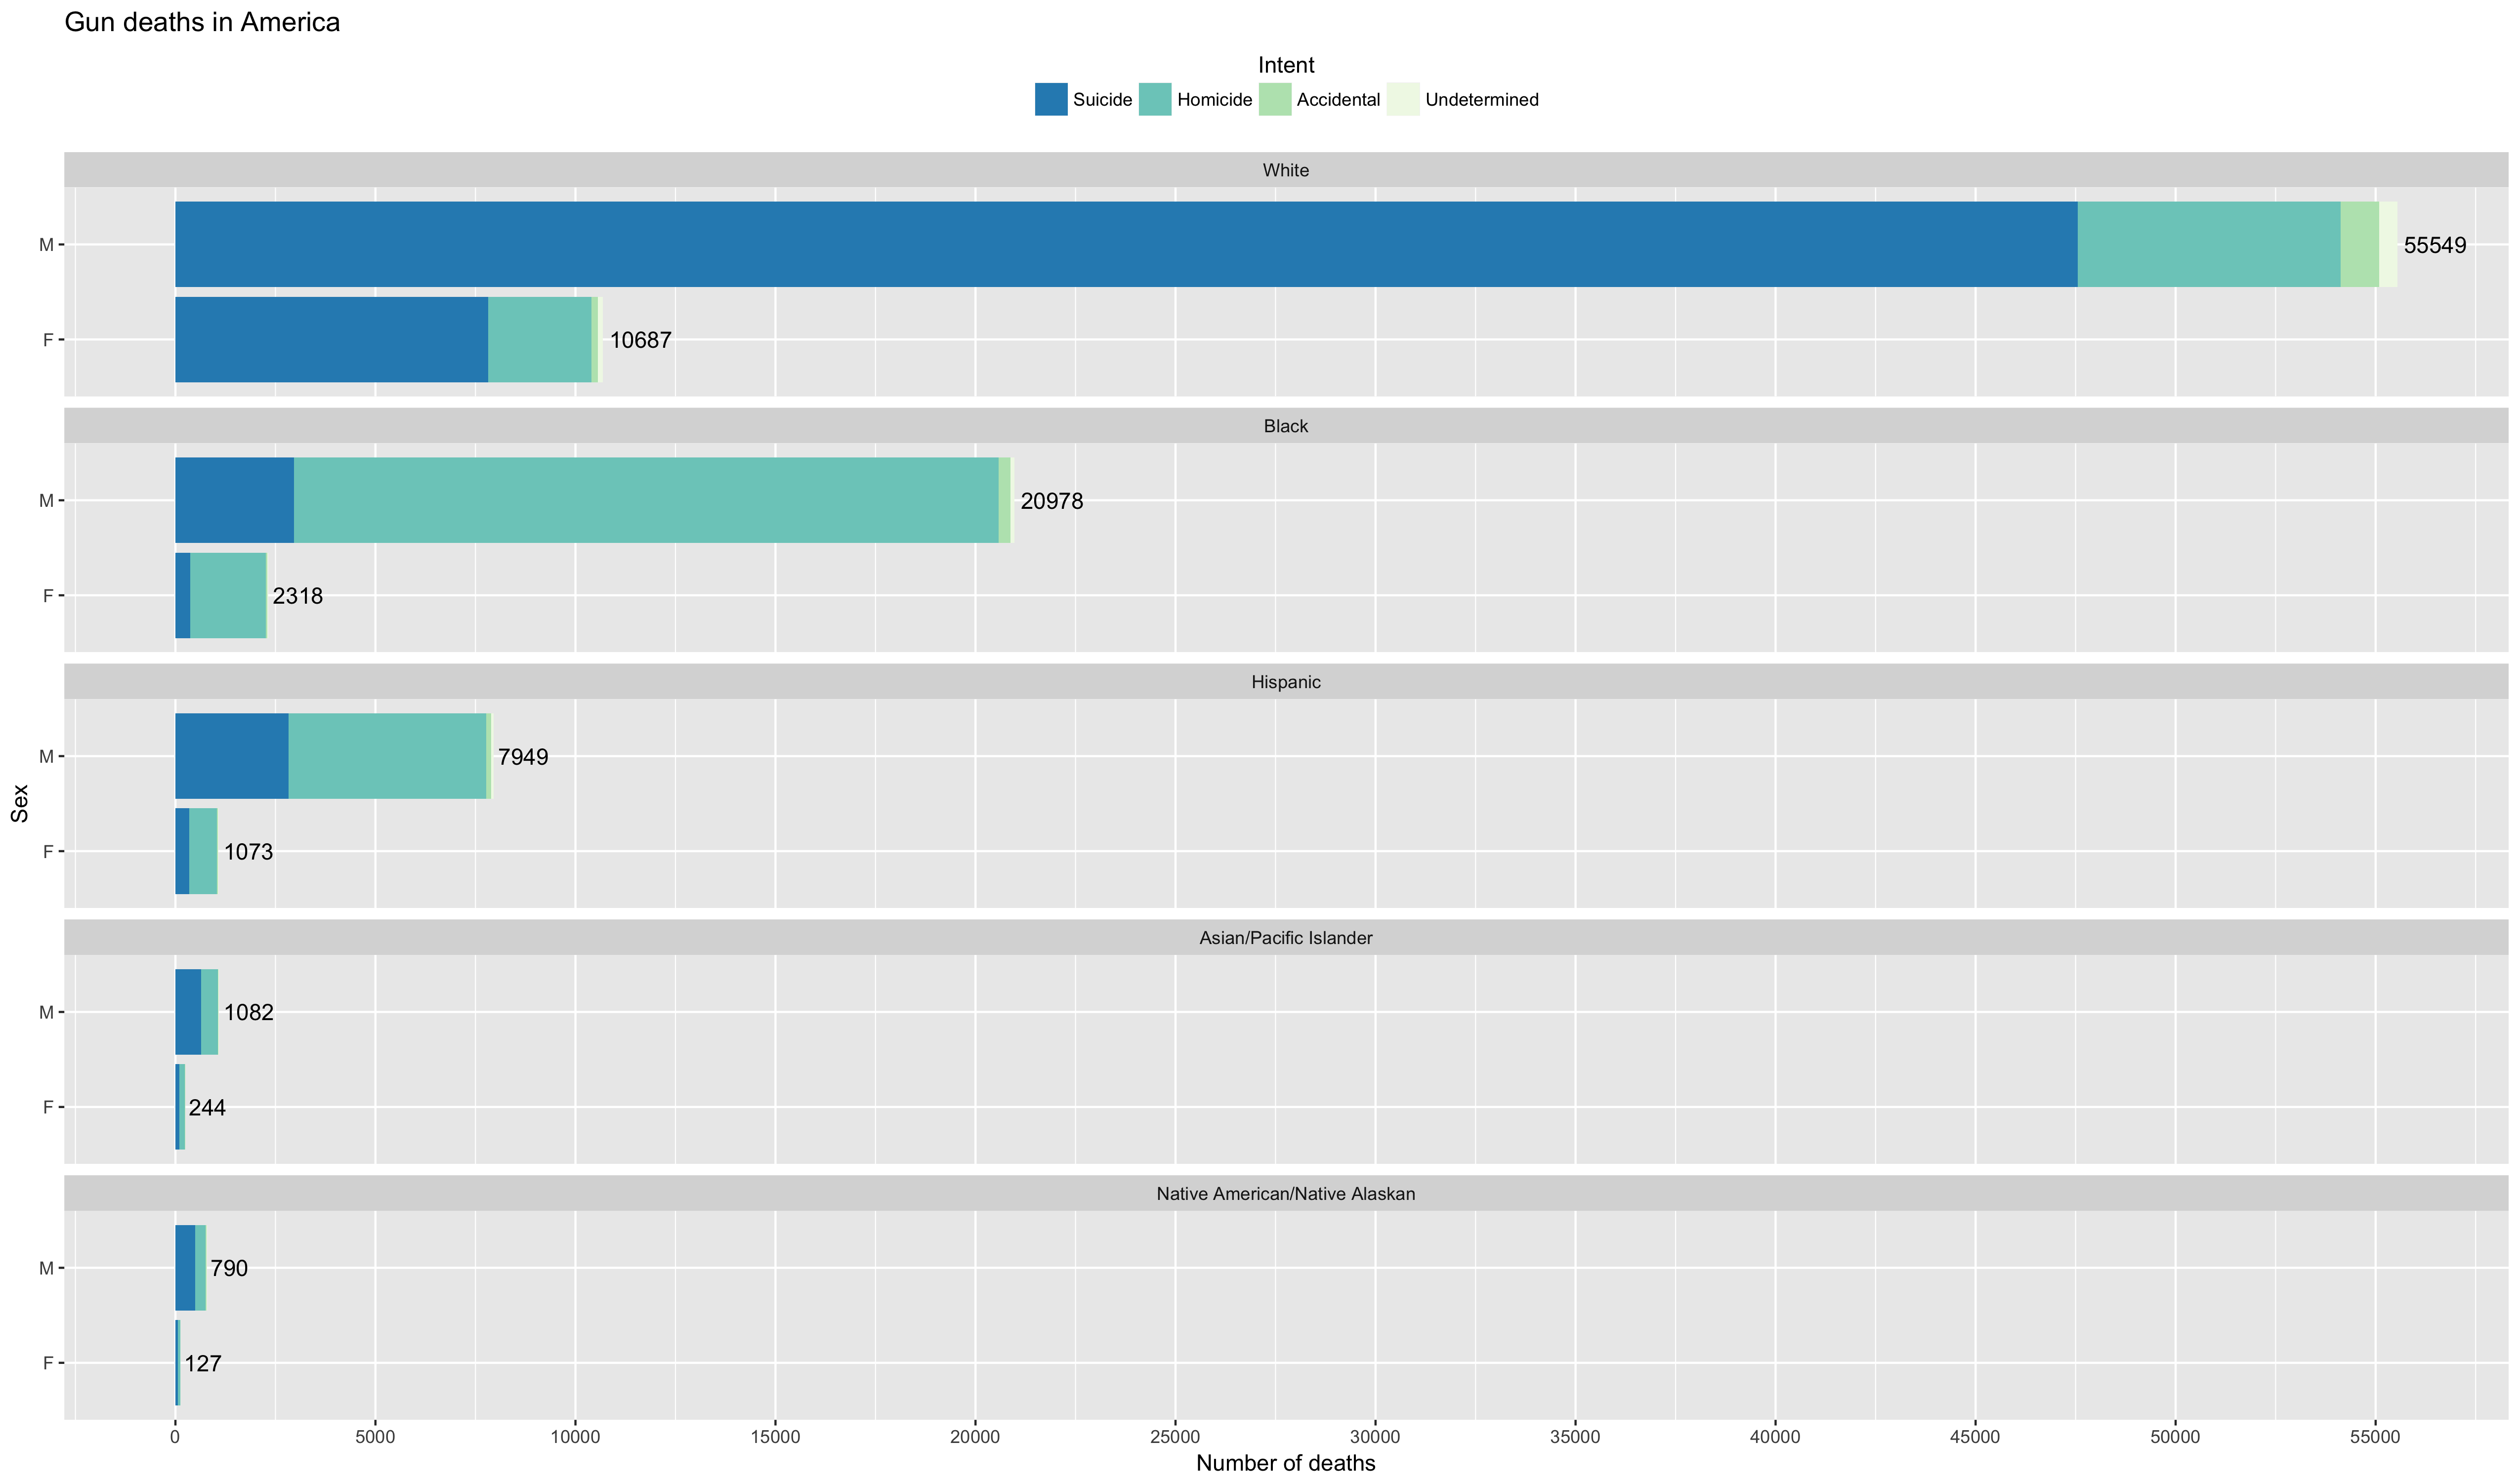 Gun deaths in America
Intent
Suicide Homicide Accidental Undetermined
White
M 55549
F 10687
Black
M 20978
F 2318
Hispanic
M 7949
F 1073
Sex
Asian/Pacific Islander
M 1082
F 244
Native American/Native Alaskan
M 790
F 127
0 5000 10000 15000 20000 25000 30000 35000 40000 45000 50000 55000
Number of deaths